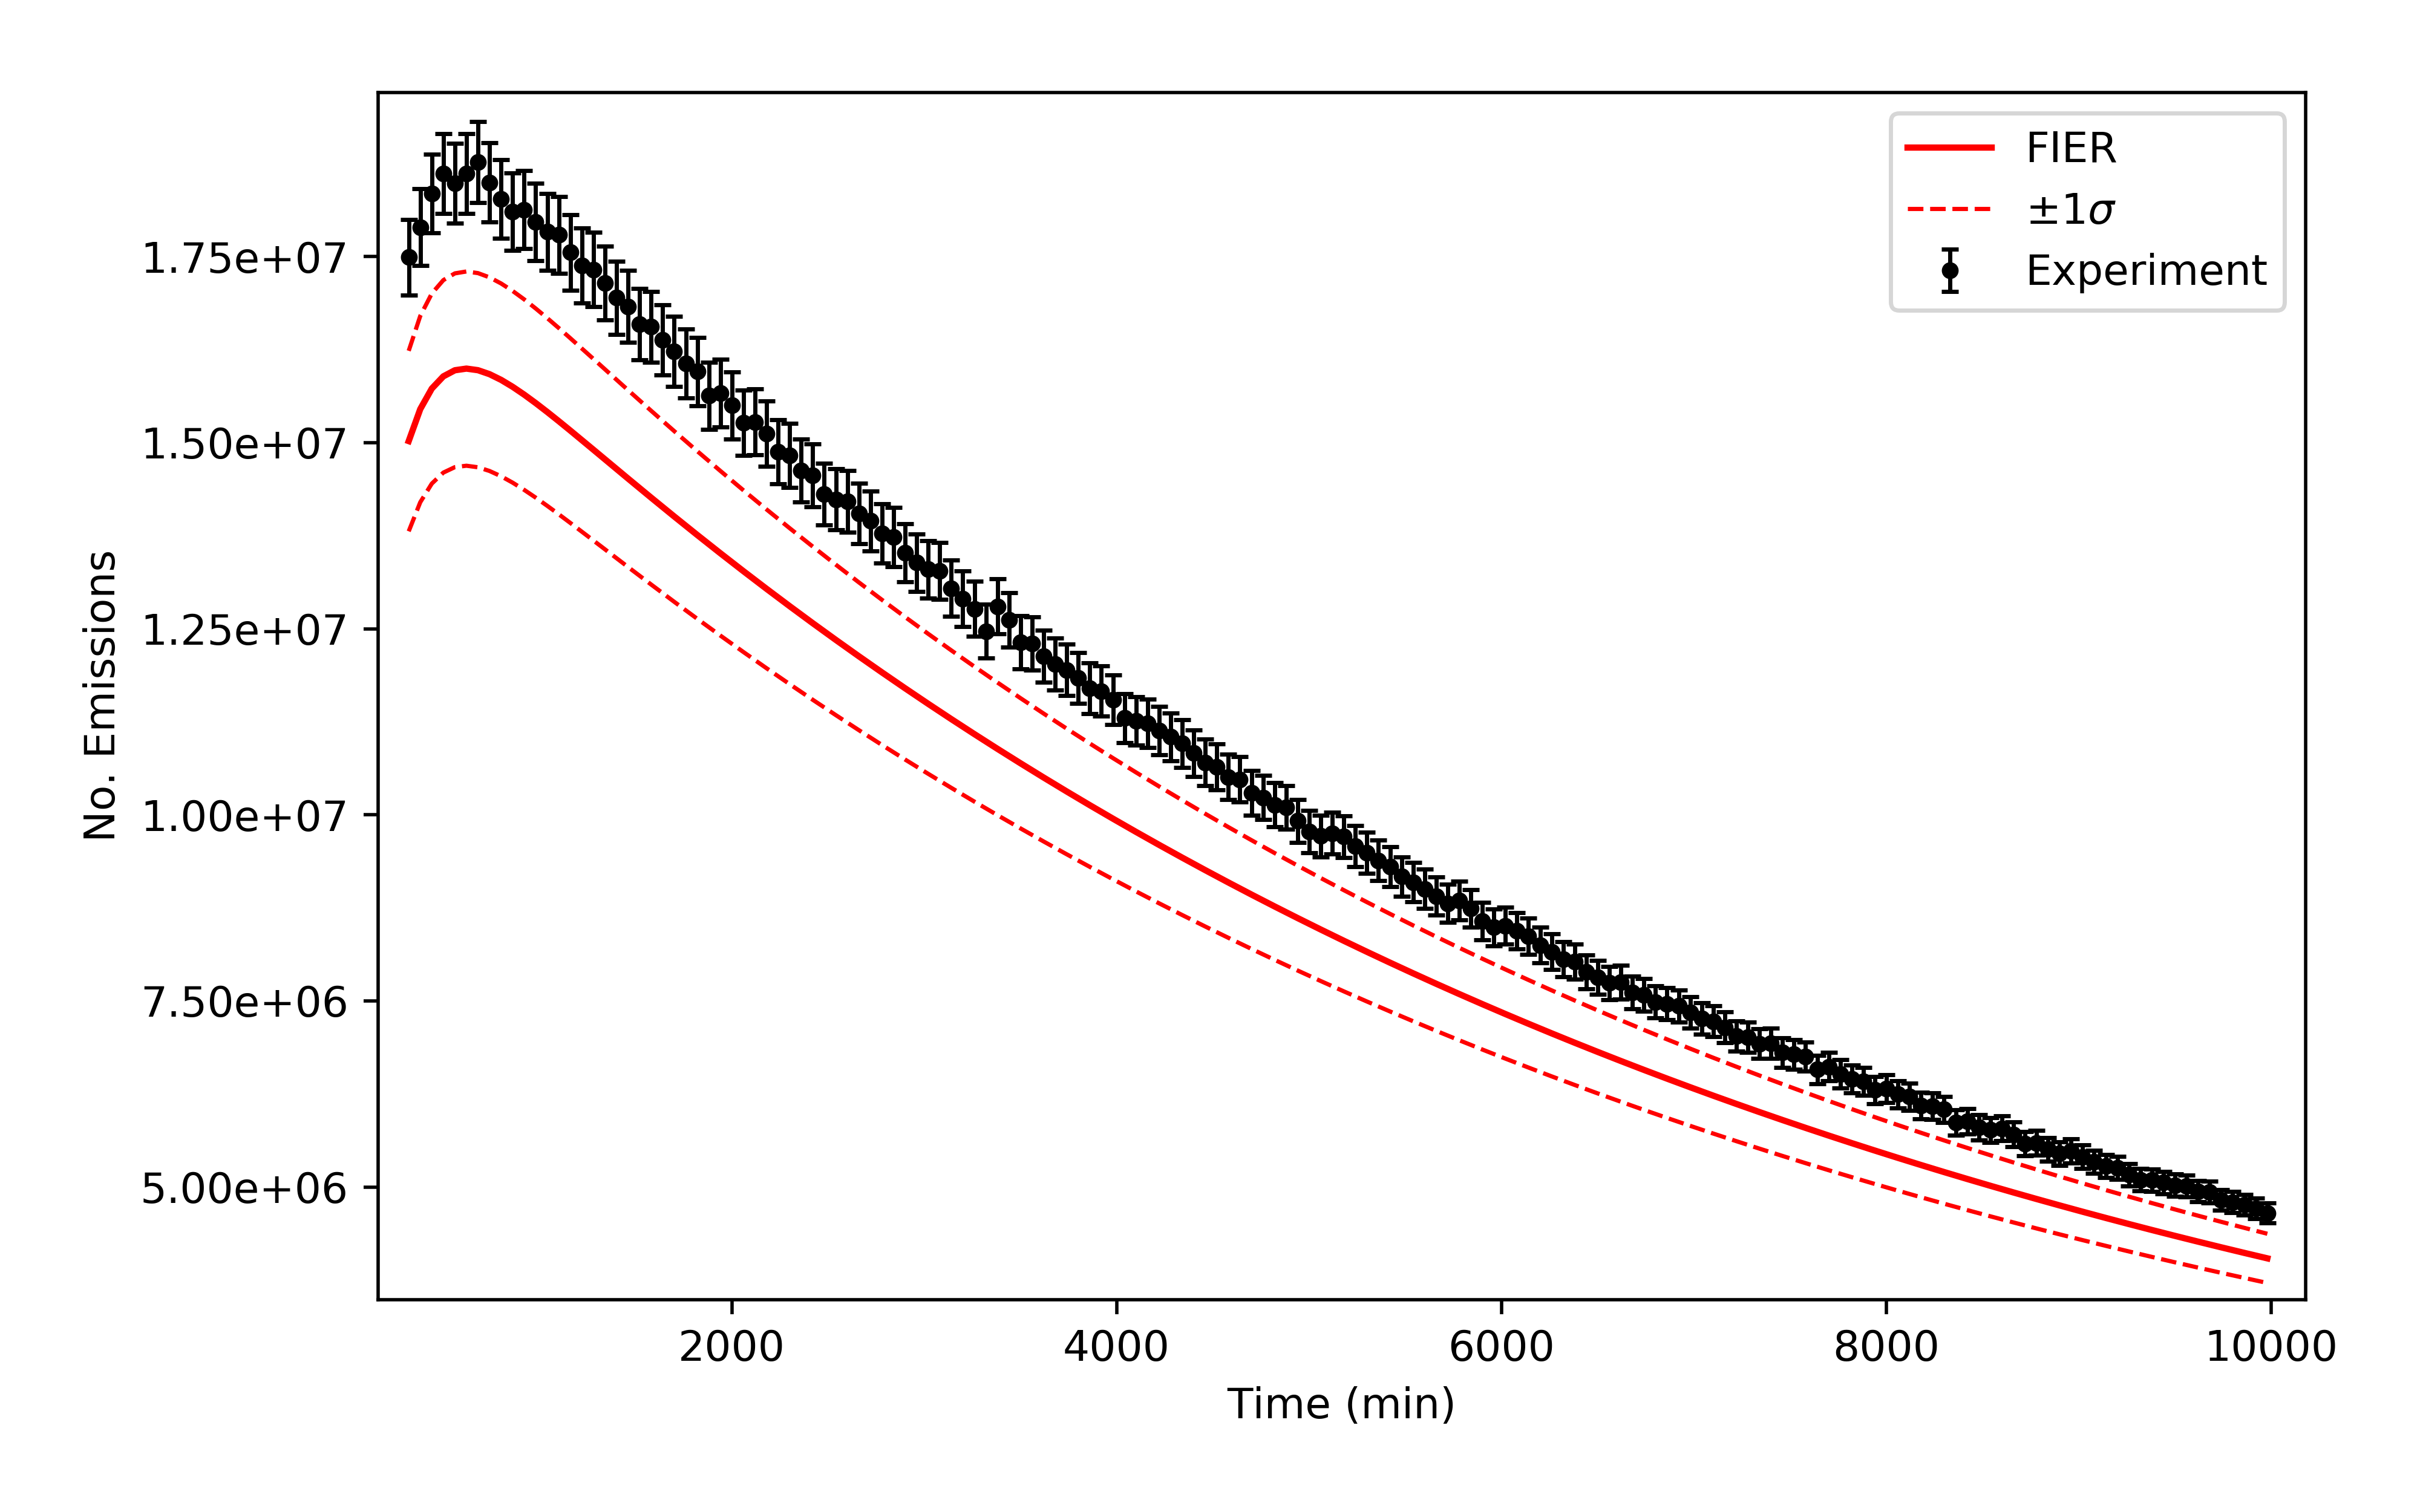 FIER
±1σ
Experiment
1.75e+07
1.50e+07
1.25e+07
1.00e+07
7.50e+06
5.00e+06
No. Emissions
2000 4000 6000 8000 10000
Time (min)